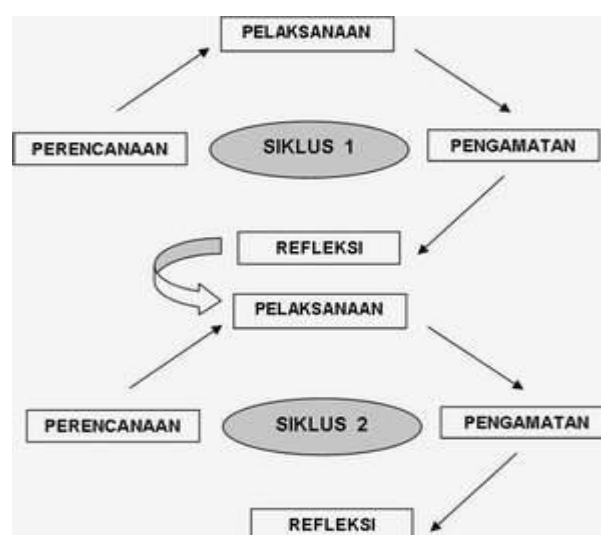 PELAKSANAAN
PERENCANAAN
SIKLUS 1
PENGAMATAN
REFLEKSI
PELAKSANAAN
PERENCANAAN
SIKLUS 2
PENGAMATAN
REFLEKSI